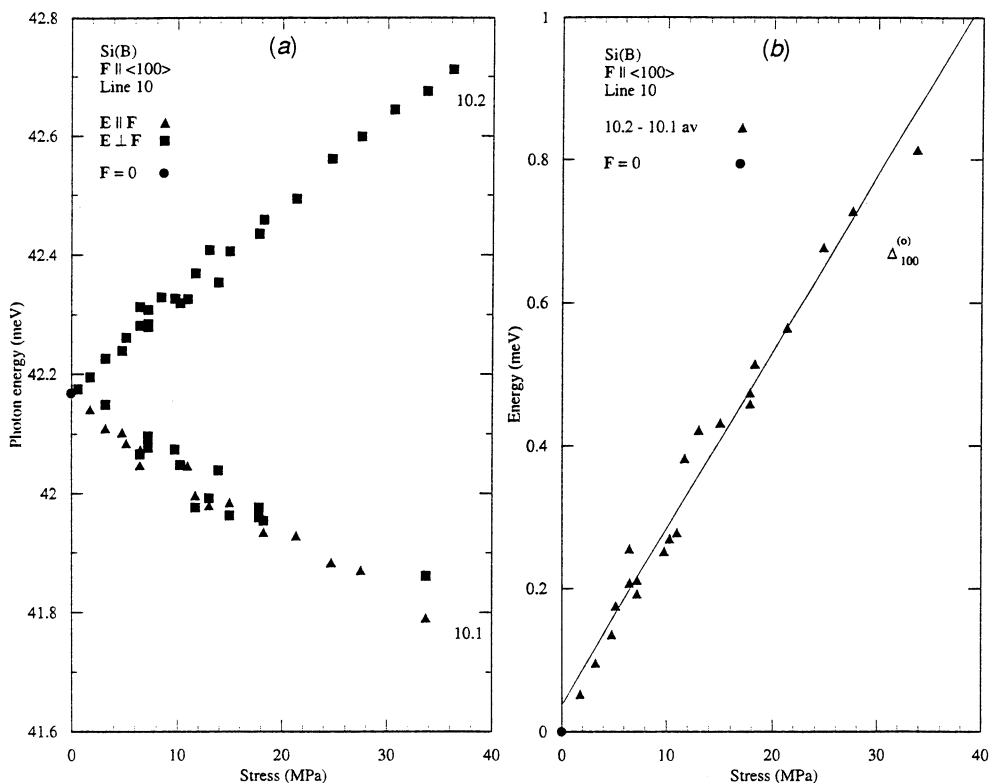 (a)
Si(B)
F || <100>
Line 10
E || F ▲
E ⊥ F ■
F = 0 ●
10.2
10.1
42.8
42.6
42.4
42.2
42
41.8
41.6
Photon energy (meV)
0 10 20 30 40
Stress (MPa)
(b)
Si(B)
F || <100>
Line 10
10.2 - 10.1 av ▲
F = 0 ●
Δ(o)100
1
0.8
0.6
0.4
0.2
0
Energy (meV)
0 10 20 30 40
Stress (MPa)